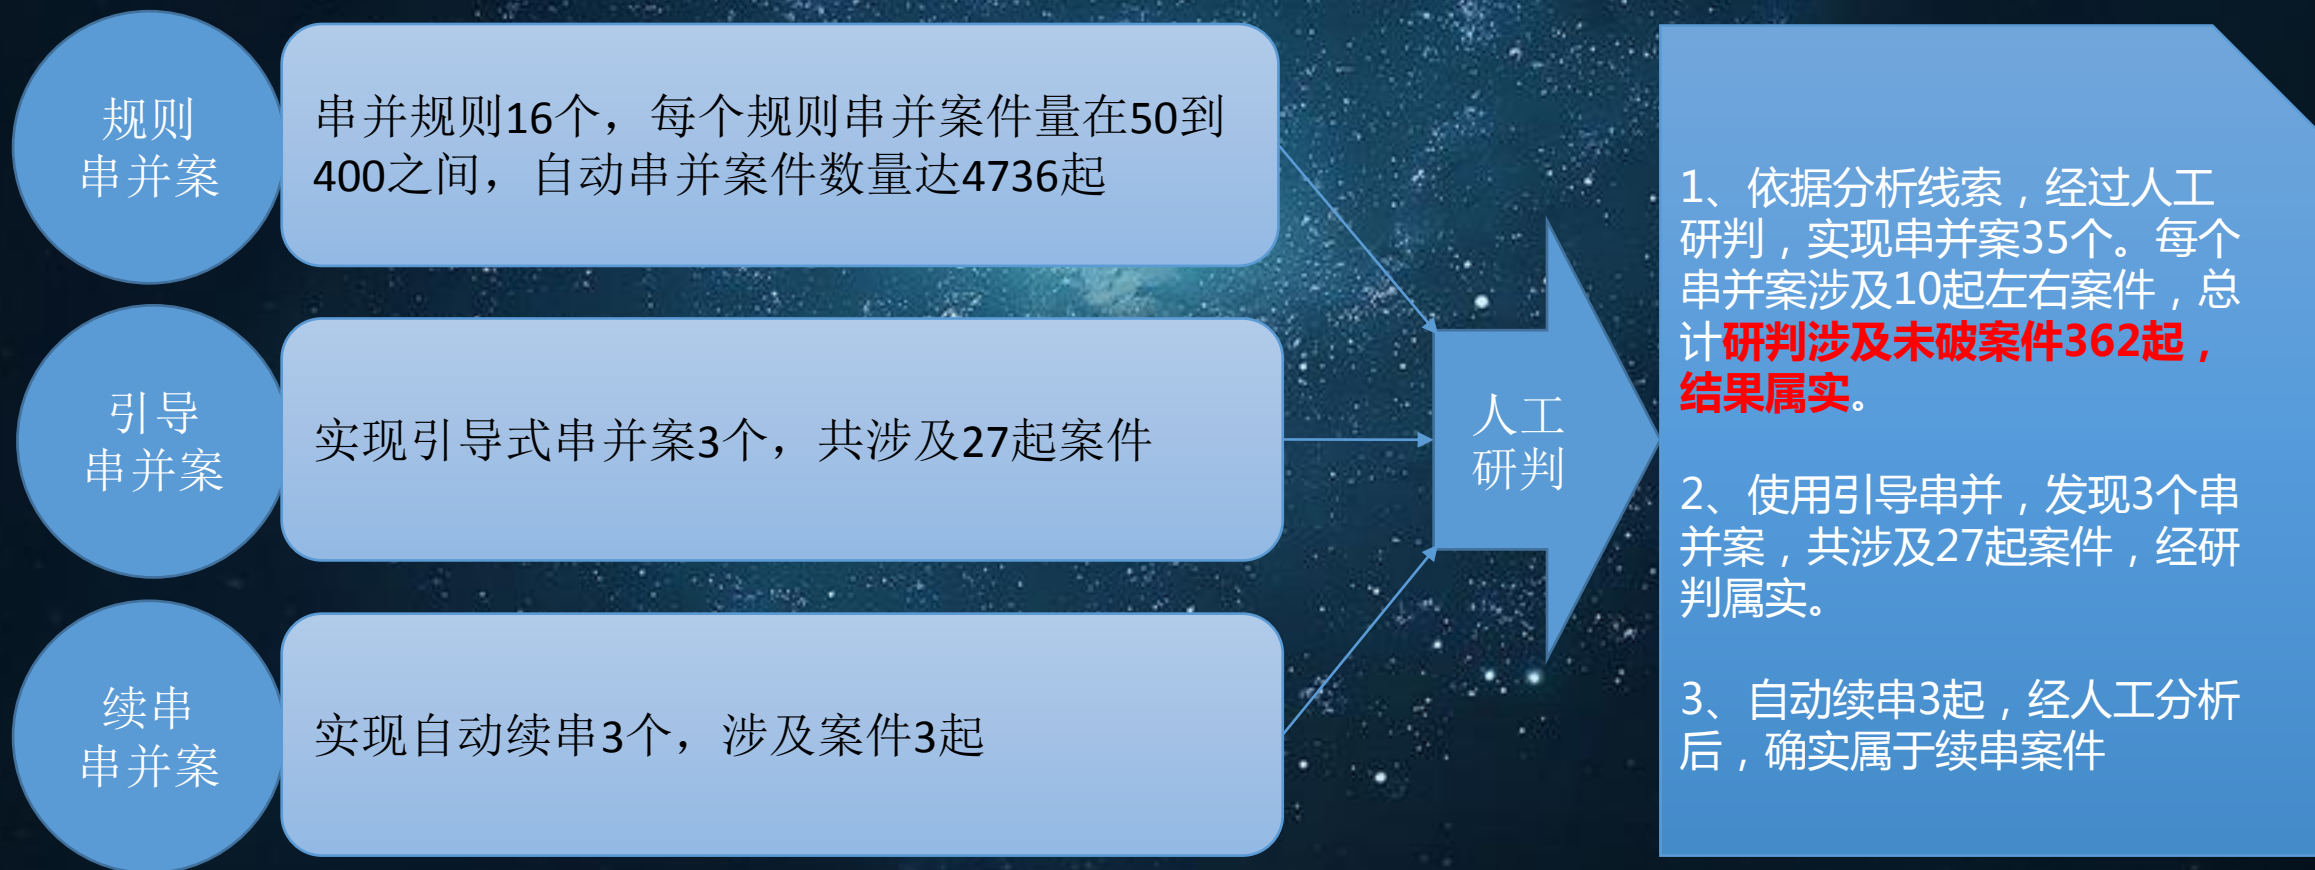 规则
串并案
串并规则16个，每个规则串并案件量在50到
400之间，自动串并案件数量达4736起
引导
串并案
实现引导式串并案3个，共涉及27起案件
续串
串并案
实现自动续串3个，涉及案件3起
人工
研判
1、依据分析线索，经过人工
研判，实现串并案35个。每个
串并案涉及10起左右案件，总
计研判涉及未破案件362起，
结果属实。
2、使用引导串并，发现3个串
并案，共涉及27起案件，经研
判属实。
3、自动续串3起，经人工分析
后，确实属于续串案件